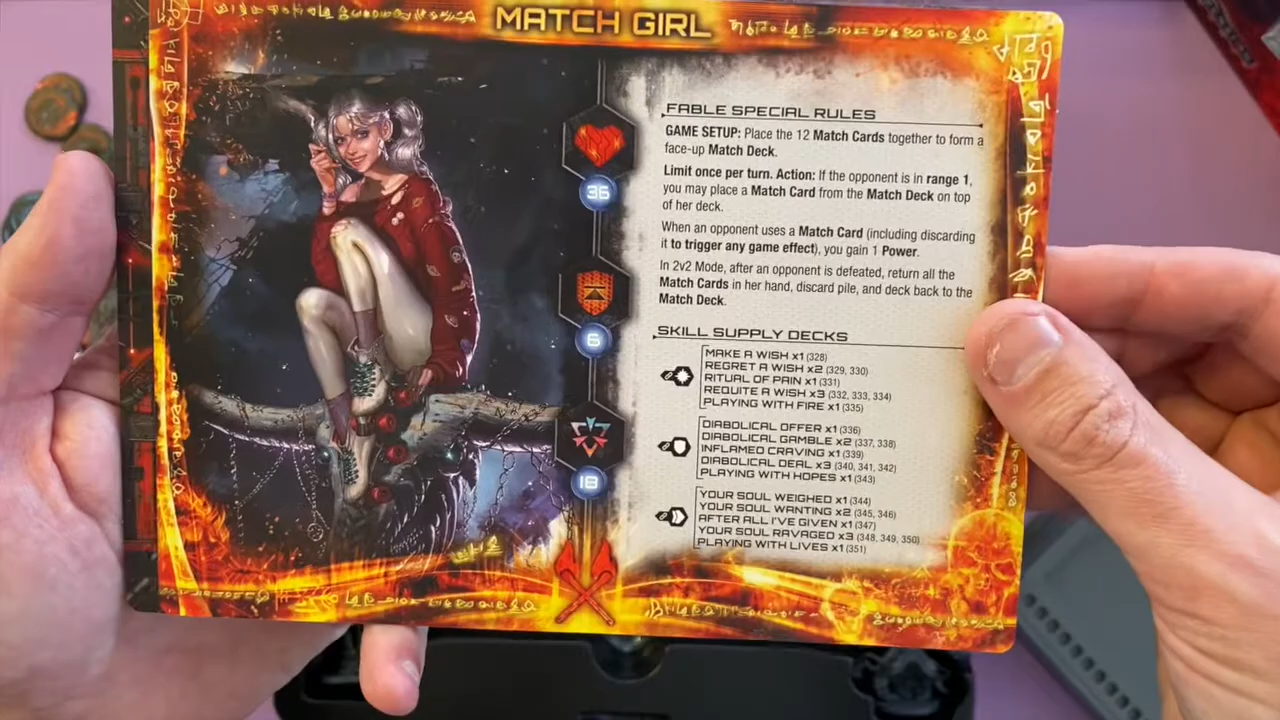 MATCH GIRL
FABLE SPECIAL RULES
GAME SETUP: Place the 12 Match Cards together to form a
face-up Match Deck.
Limit once per turn. Action: If the opponent is in range 1,
you may place a Match Card from the Match Deck on top
of her deck.
When an opponent uses a Match Card (including discarding
it to trigger any game effect), you gain 1 Power.
In 2v2 Mode, after an opponent is defeated, return all the
Match Cards in her hand, discard pile, and deck back to the
Match Deck.
36
6
18
SKILL SUPPLY DECKS
MAKE A WISH x1 (328)
REGRET A WISH x2 (329, 330)
RITUAL OF PAIN x1 (331)
REQUITE A WISH x3 (332, 333, 334)
PLAYING WITH FIRE x1 (335)
DIABOLICAL OFFER x1 (336)
DIABOLICAL GAMBLE x2 (337, 338)
INFLAMED CRAVING x1 (339)
DIABOLICAL DEAL x3 (340, 341, 342)
PLAYING WITH HOPES x1 (343)
YOUR SOUL WEIGHED x1 (344)
YOUR SOUL WANTING x2 (345, 346)
AFTER ALL I'VE GIVEN x1 (347)
YOUR SOUL RAVAGED x3 (348, 349, 350)
PLAYING WITH LIVES x1 (351)